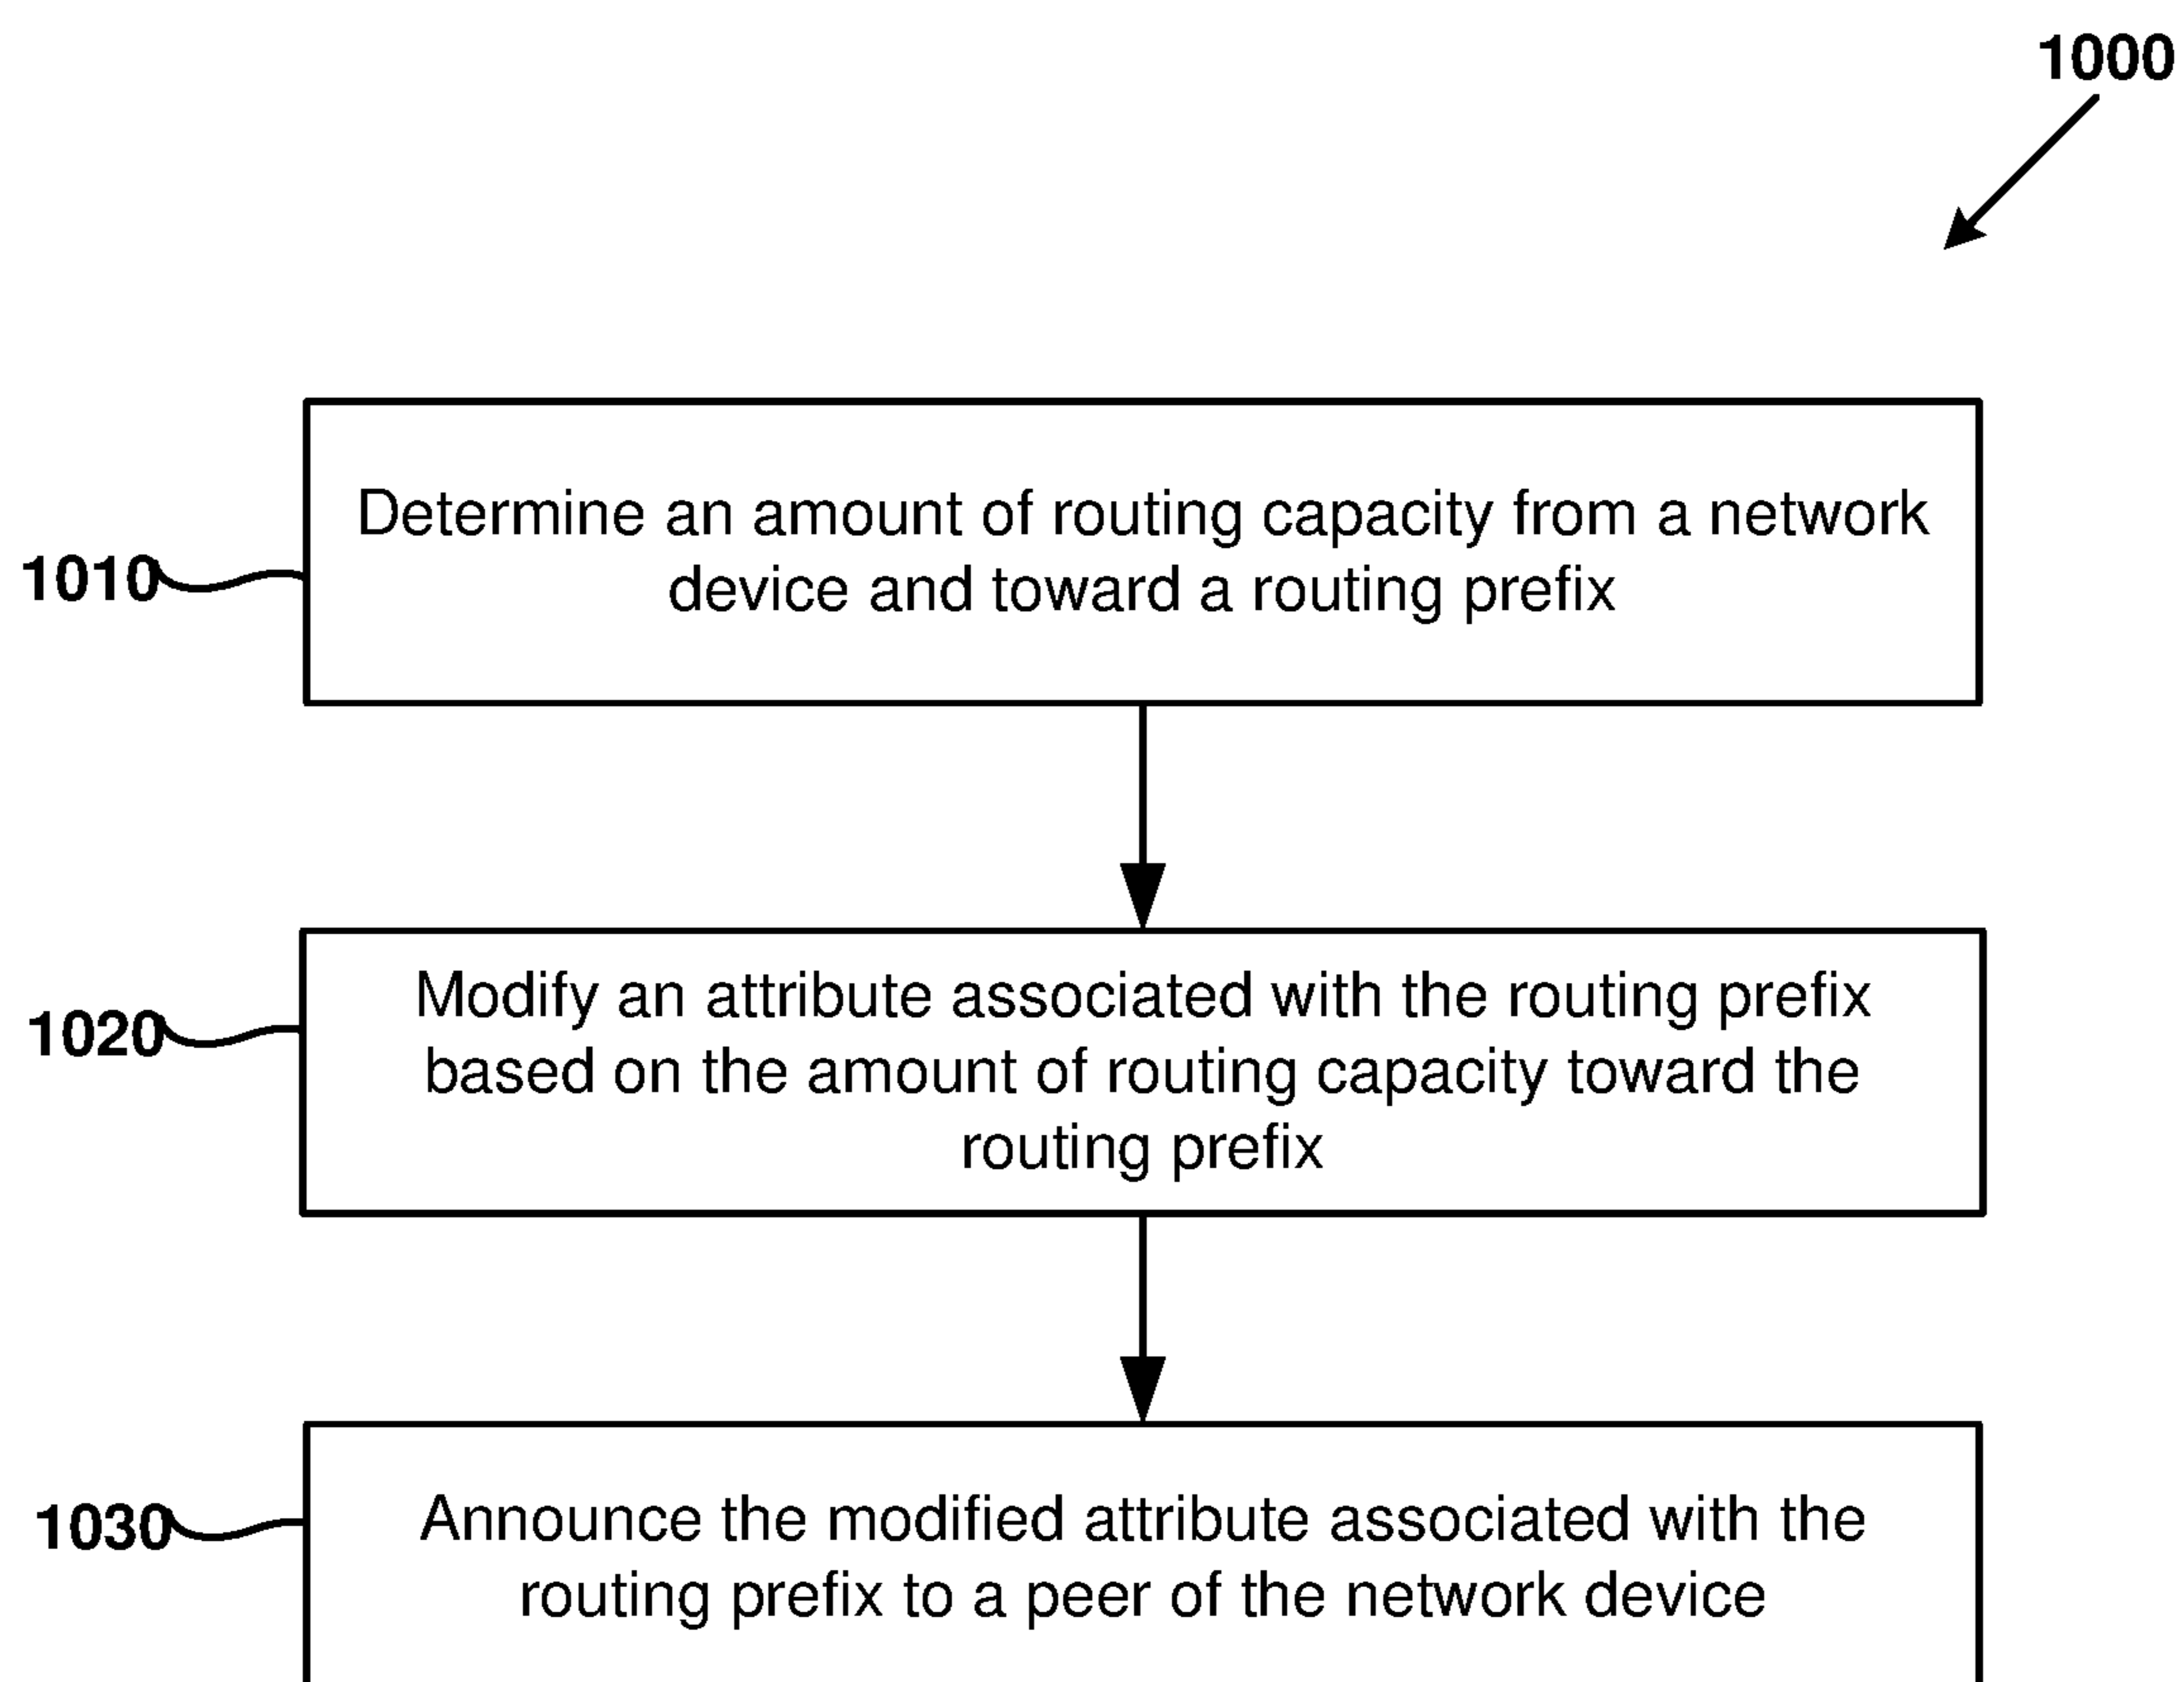 1000
Determine an amount of routing capacity from a network
device and toward a routing prefix
1010
Modify an attribute associated with the routing prefix
based on the amount of routing capacity toward the
routing prefix
1020
Announce the modified attribute associated with the
routing prefix to a peer of the network device
1030